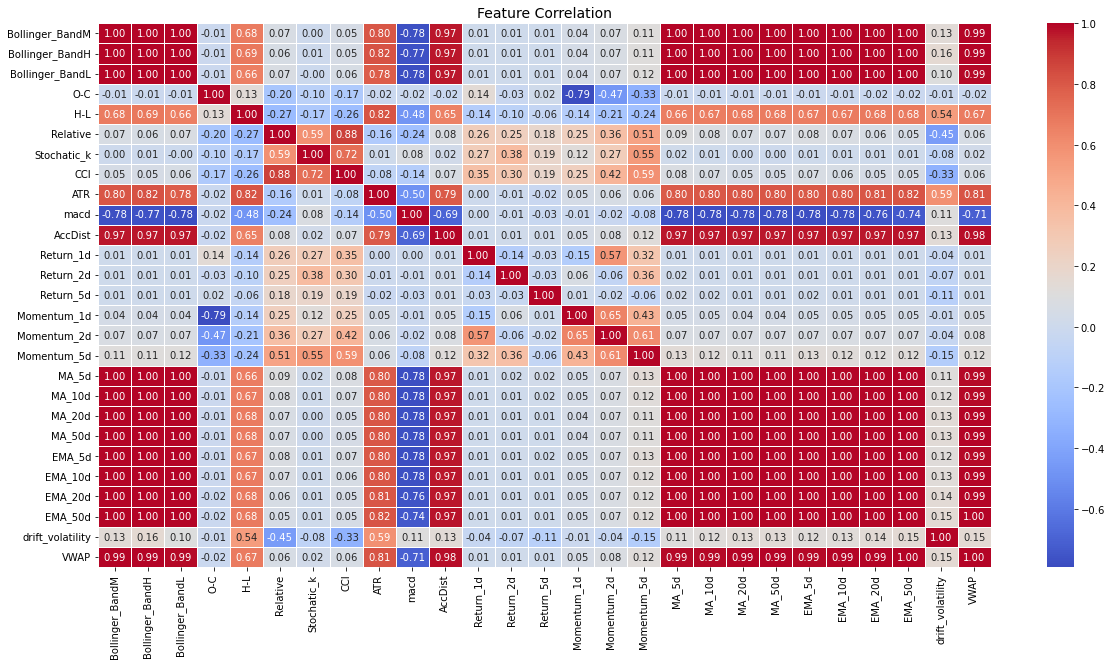 Feature Correlation
Bollinger_BandM 1.00 1.00 1.00 -0.01 0.68 0.07 0.00 0.05 0.80 -0.78 0.97 0.01 0.01 0.01 0.04 0.07 0.11 1.00 1.00 1.00 1.00 1.00 1.00 1.00 1.00 0.13 0.99
Bollinger_BandH 1.00 1.00 1.00 -0.01 0.69 0.06 0.01 0.05 0.82 -0.77 0.97 0.01 0.01 0.01 0.04 0.07 0.11 1.00 1.00 1.00 1.00 1.00 1.00 1.00 1.00 0.16 0.99
Bollinger_BandL 1.00 1.00 1.00 -0.01 0.66 0.07 -0.00 0.06 0.78 -0.78 0.97 0.01 0.01 0.01 0.04 0.07 0.12 1.00 1.00 1.00 1.00 1.00 1.00 1.00 1.00 0.10 0.99
O-C -0.01 -0.01 -0.01 1.00 0.13 -0.20 -0.10 -0.17 -0.02 -0.02 -0.02 0.14 -0.03 0.02 -0.79 -0.47 -0.33 -0.01 -0.01 -0.01 -0.01 -0.01 -0.01 -0.02 -0.02 -0.01 -0.02
H-L 0.68 0.69 0.66 0.13 1.00 -0.27 -0.17 -0.26 0.82 -0.48 0.65 -0.14 -0.10 -0.06 -0.14 -0.21 -0.24 0.66 0.67 0.68 0.68 0.67 0.67 0.68 0.68 0.54 0.67
Relative 0.07 0.06 0.07 -0.20 -0.27 1.00 0.59 0.88 -0.16 -0.24 0.08 0.26 0.25 0.18 0.25 0.36 0.51 0.09 0.08 0.07 0.07 0.08 0.07 0.06 0.05 -0.45 0.06
Stochatic_k 0.00 0.01 -0.00 -0.10 -0.17 0.59 1.00 0.72 0.01 0.08 0.02 0.27 0.38 0.19 0.12 0.27 0.55 0.02 0.01 0.00 0.00 0.01 0.01 0.01 0.01 -0.08 0.02
CCI 0.05 0.05 0.06 -0.17 -0.26 0.88 0.72 1.00 -0.08 -0.14 0.07 0.35 0.30 0.19 0.25 0.42 0.59 0.08 0.07 0.05 0.05 0.07 0.06 0.05 0.05 -0.33 0.06
ATR 0.80 0.82 0.78 -0.02 0.82 -0.16 0.01 -0.08 1.00 -0.50 0.79 0.00 -0.01 -0.02 0.05 0.06 0.06 0.80 0.80 0.80 0.80 0.80 0.80 0.81 0.82 0.59 0.81
macd -0.78 -0.77 -0.78 -0.02 -0.48 -0.24 0.08 -0.14 -0.50 1.00 -0.69 0.00 -0.01 -0.03 -0.01 -0.02 -0.08 -0.78 -0.78 -0.78 -0.78 -0.78 -0.78 -0.76 -0.74 0.11 -0.71
AccDist 0.97 0.97 0.97 -0.02 0.65 0.08 0.02 0.07 0.79 -0.69 1.00 0.01 0.01 0.01 0.05 0.08 0.12 0.97 0.97 0.97 0.97 0.97 0.97 0.97 0.97 0.13 0.98
Return_1d 0.01 0.01 0.01 0.14 -0.14 0.26 0.27 0.35 0.00 0.00 0.01 1.00 -0.14 -0.03 -0.15 0.57 0.32 0.01 0.01 0.01 0.01 0.01 0.01 0.01 0.01 -0.04 0.01
Return_2d 0.01 0.01 0.01 -0.03 -0.10 0.25 0.38 0.30 -0.01 -0.01 0.01 -0.14 1.00 -0.03 0.06 -0.06 0.36 0.02 0.01 0.01 0.01 0.01 0.01 0.01 0.01 -0.07 0.01
Return_5d 0.01 0.01 0.01 0.02 -0.06 0.18 0.19 0.19 -0.02 -0.03 0.01 -0.03 -0.03 1.00 0.01 -0.02 -0.06 0.02 0.02 0.01 0.01 0.02 0.01 0.01 0.01 -0.11 0.01
Momentum_1d 0.04 0.04 0.04 -0.79 -0.14 0.25 0.12 0.25 0.05 -0.01 0.05 -0.15 0.06 0.01 1.00 0.65 0.43 0.05 0.05 0.04 0.04 0.05 0.05 0.05 0.05 -0.01 0.05
Momentum_2d 0.07 0.07 0.07 -0.47 -0.21 0.36 0.27 0.42 0.06 -0.02 0.08 0.57 -0.06 -0.02 0.65 1.00 0.61 0.07 0.07 0.07 0.07 0.07 0.07 0.07 0.07 -0.04 0.08
Momentum_5d 0.11 0.11 0.12 -0.33 -0.24 0.51 0.55 0.59 0.06 -0.08 0.12 0.32 0.36 -0.06 0.43 0.61 1.00 0.13 0.12 0.11 0.11 0.13 0.12 0.12 0.12 -0.15 0.12
MA_5d 1.00 1.00 1.00 -0.01 0.66 0.09 0.02 0.08 0.80 -0.78 0.97 0.01 0.02 0.02 0.05 0.07 0.13 1.00 1.00 1.00 1.00 1.00 1.00 1.00 1.00 0.11 0.99
MA_10d 1.00 1.00 1.00 -0.01 0.67 0.08 0.01 0.07 0.80 -0.78 0.97 0.01 0.01 0.02 0.05 0.07 0.12 1.00 1.00 1.00 1.00 1.00 1.00 1.00 1.00 0.12 0.99
MA_20d 1.00 1.00 1.00 -0.01 0.68 0.07 0.00 0.05 0.80 -0.78 0.97 0.01 0.01 0.01 0.04 0.07 0.11 1.00 1.00 1.00 1.00 1.00 1.00 1.00 1.00 0.13 0.99
MA_50d 1.00 1.00 1.00 -0.01 0.68 0.07 0.00 0.05 0.80 -0.78 0.97 0.01 0.01 0.01 0.04 0.07 0.11 1.00 1.00 1.00 1.00 1.00 1.00 1.00 1.00 0.13 0.99
EMA_5d 1.00 1.00 1.00 -0.01 0.67 0.08 0.01 0.07 0.80 -0.78 0.97 0.01 0.01 0.02 0.05 0.07 0.13 1.00 1.00 1.00 1.00 1.00 1.00 1.00 1.00 0.12 0.99
EMA_10d 1.00 1.00 1.00 -0.01 0.67 0.07 0.01 0.06 0.80 -0.78 0.97 0.01 0.01 0.01 0.05 0.07 0.12 1.00 1.00 1.00 1.00 1.00 1.00 1.00 1.00 0.13 0.99
EMA_20d 1.00 1.00 1.00 -0.02 0.68 0.06 0.01 0.05 0.81 -0.76 0.97 0.01 0.01 0.01 0.05 0.07 0.12 1.00 1.00 1.00 1.00 1.00 1.00 1.00 1.00 0.14 0.99
EMA_50d 1.00 1.00 1.00 -0.02 0.68 0.05 0.01 0.05 0.82 -0.74 0.97 0.01 0.01 0.01 0.05 0.07 0.12 1.00 1.00 1.00 1.00 1.00 1.00 1.00 1.00 0.15 1.00
drift_volatility 0.13 0.16 0.10 -0.01 0.54 -0.45 -0.08 -0.33 0.59 0.11 0.13 -0.04 -0.07 -0.11 -0.01 -0.04 -0.15 0.11 0.12 0.13 0.13 0.12 0.13 0.14 0.15 1.00 0.15
VWAP 0.99 0.99 0.99 -0.02 0.67 0.06 0.02 0.06 0.81 -0.71 0.98 0.01 0.01 0.01 0.05 0.08 0.12 0.99 0.99 0.99 0.99 0.99 0.99 0.99 1.00 0.15 1.00
Bollinger_BandM
Bollinger_BandH
Bollinger_BandL
O-C
H-L
Relative
Stochatic_k
CCI
ATR
macd
AccDist
Return_1d
Return_2d
Return_5d
Momentum_1d
Momentum_2d
Momentum_5d
MA_5d
MA_10d
MA_20d
MA_50d
EMA_5d
EMA_10d
EMA_20d
EMA_50d
drift_volatility
VWAP
1.0
0.8
0.6
0.4
0.2
0.0
−0.2
−0.4
−0.6